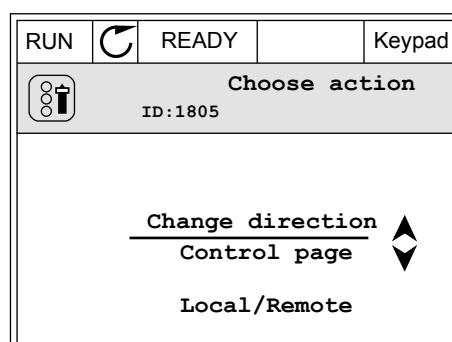 RUN READY Keypad
Choose action
ID:1805
Change direction
Control page
Local/Remote